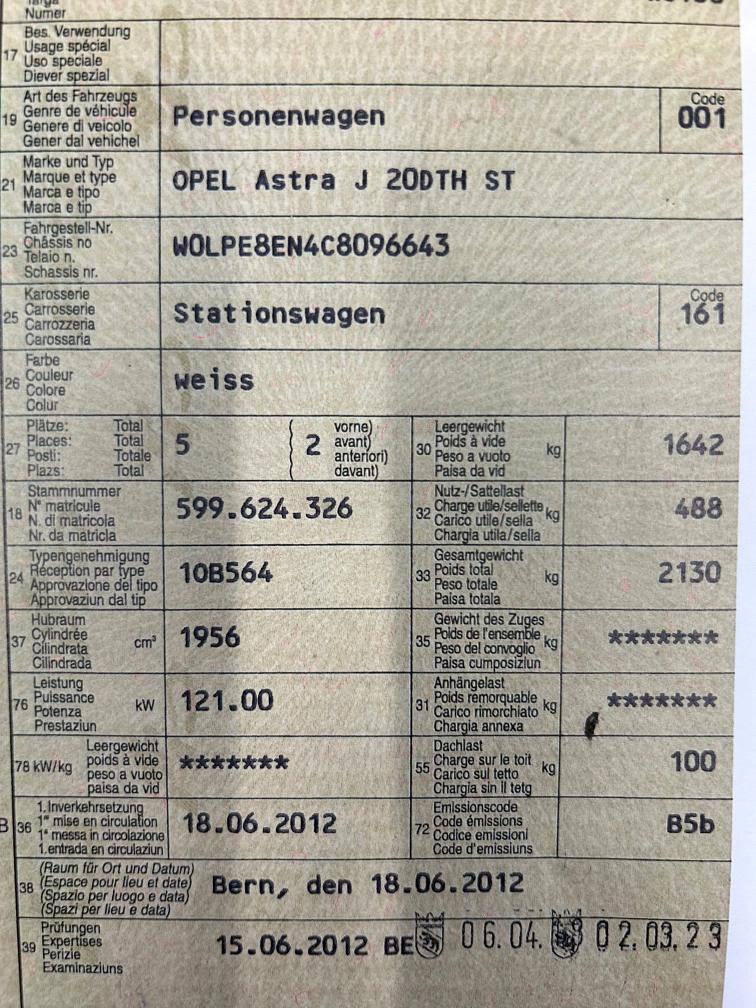 Targa
Numer
17 Bes. Verwendung
Usage spécial
Uso speciale
Diever spezial
19 Art des Fahrzeugs
Genre de véhicule
Genere di veicolo
Gener dal vehichel
Personenwagen
Code
001
21 Marke und Typ
Marque et type
Marca e tipo
Marca e tip
OPEL Astra J 20DTH ST
23 Fahrgestell-Nr.
Châssis no
Telaio n.
Schassis nr.
W0LPE8EN4C8096643
25 Karosserie
Carrosserie
Carrozzeria
Carossaria
Stationswagen
Code
161
26 Farbe
Couleur
Colore
Colur
weiss
27 Plätze: Total
Places: Total
Posti: Totale
Plazs: Total
5 ( 2 vorne)
avant)
anteriori)
davant)
30 Leergewicht
Poids à vide
Peso a vuoto
Paisa da vid
kg 1642
18 Stammnummer
N° matricule
N. di matricola
Nr. da matricla
599.624.326
32 Nutz-/Sattellast
Charge utile/sellette
Carico utile/sella
Chargia utila/sella
kg 488
24 Typengenehmigung
Réception par type
Approvazione del tipo
Approvaziun dal tip
10B564
33 Gesamtgewicht
Poids total
Peso totale
Paisa totala
kg 2130
37 Hubraum
Cylindrée
Cilindrata
Cilindrada
cm³ 1956
35 Gewicht des Zuges
Poids de l'ensemble
Peso del convoglio
Paisa cumposiziun
kg *******
76 Leistung
Puissance
Potenza
Prestaziun
kW 121.00
31 Anhängelast
Poids remorquable
Carico rimorchiato
Chargia annexa
kg *******
78 kW/kg Leergewicht
poids à vide
peso a vuoto
paisa da vid
*******
55 Dachlast
Charge sur le toit
Carico sul tetto
Chargia sin il tetg
kg 100
B 36 1. Inverkehrsetzung
1re mise en circulation
1a messa in circolazione
1. entrada en circulaziun
18.06.2012
72 Emissionscode
Code émissions
Codice emissioni
Code d'emissiuns
B5b
38 (Raum für Ort und Datum)
(Espace pour lieu et date)
(Spazio per luogo e data)
(Spazi per lieu e data)
Bern, den 18.06.2012
39 Prüfungen
Expertises
Perizie
Examinaziuns
15.06.2012 BE 06.04. 02.03.23